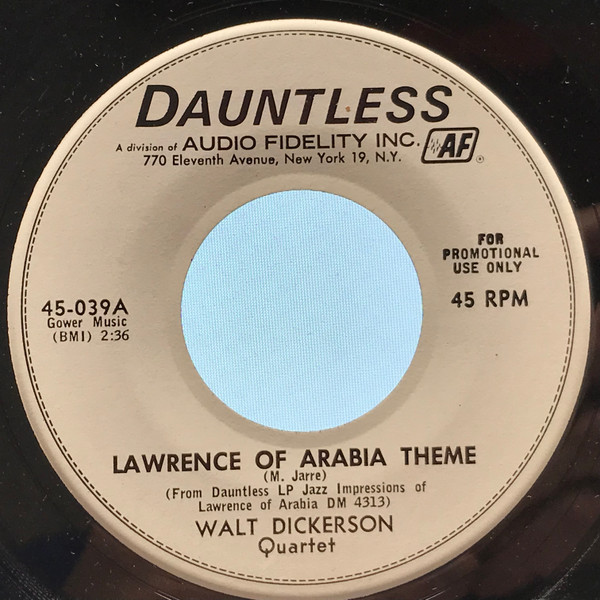 DAUNTLESS
A division of AUDIO FIDELITY INC. AF®
770 Eleventh Avenue, New York 19, N.Y.
FOR
PROMOTIONAL
USE ONLY
45 RPM
45-039A
Gower Music
(BMI) 2:36
LAWRENCE OF ARABIA THEME
(M. Jarre)
(From Dauntless LP Jazz Impressions of
Lawrence of Arabia DM 4313)
WALT DICKERSON
Quartet